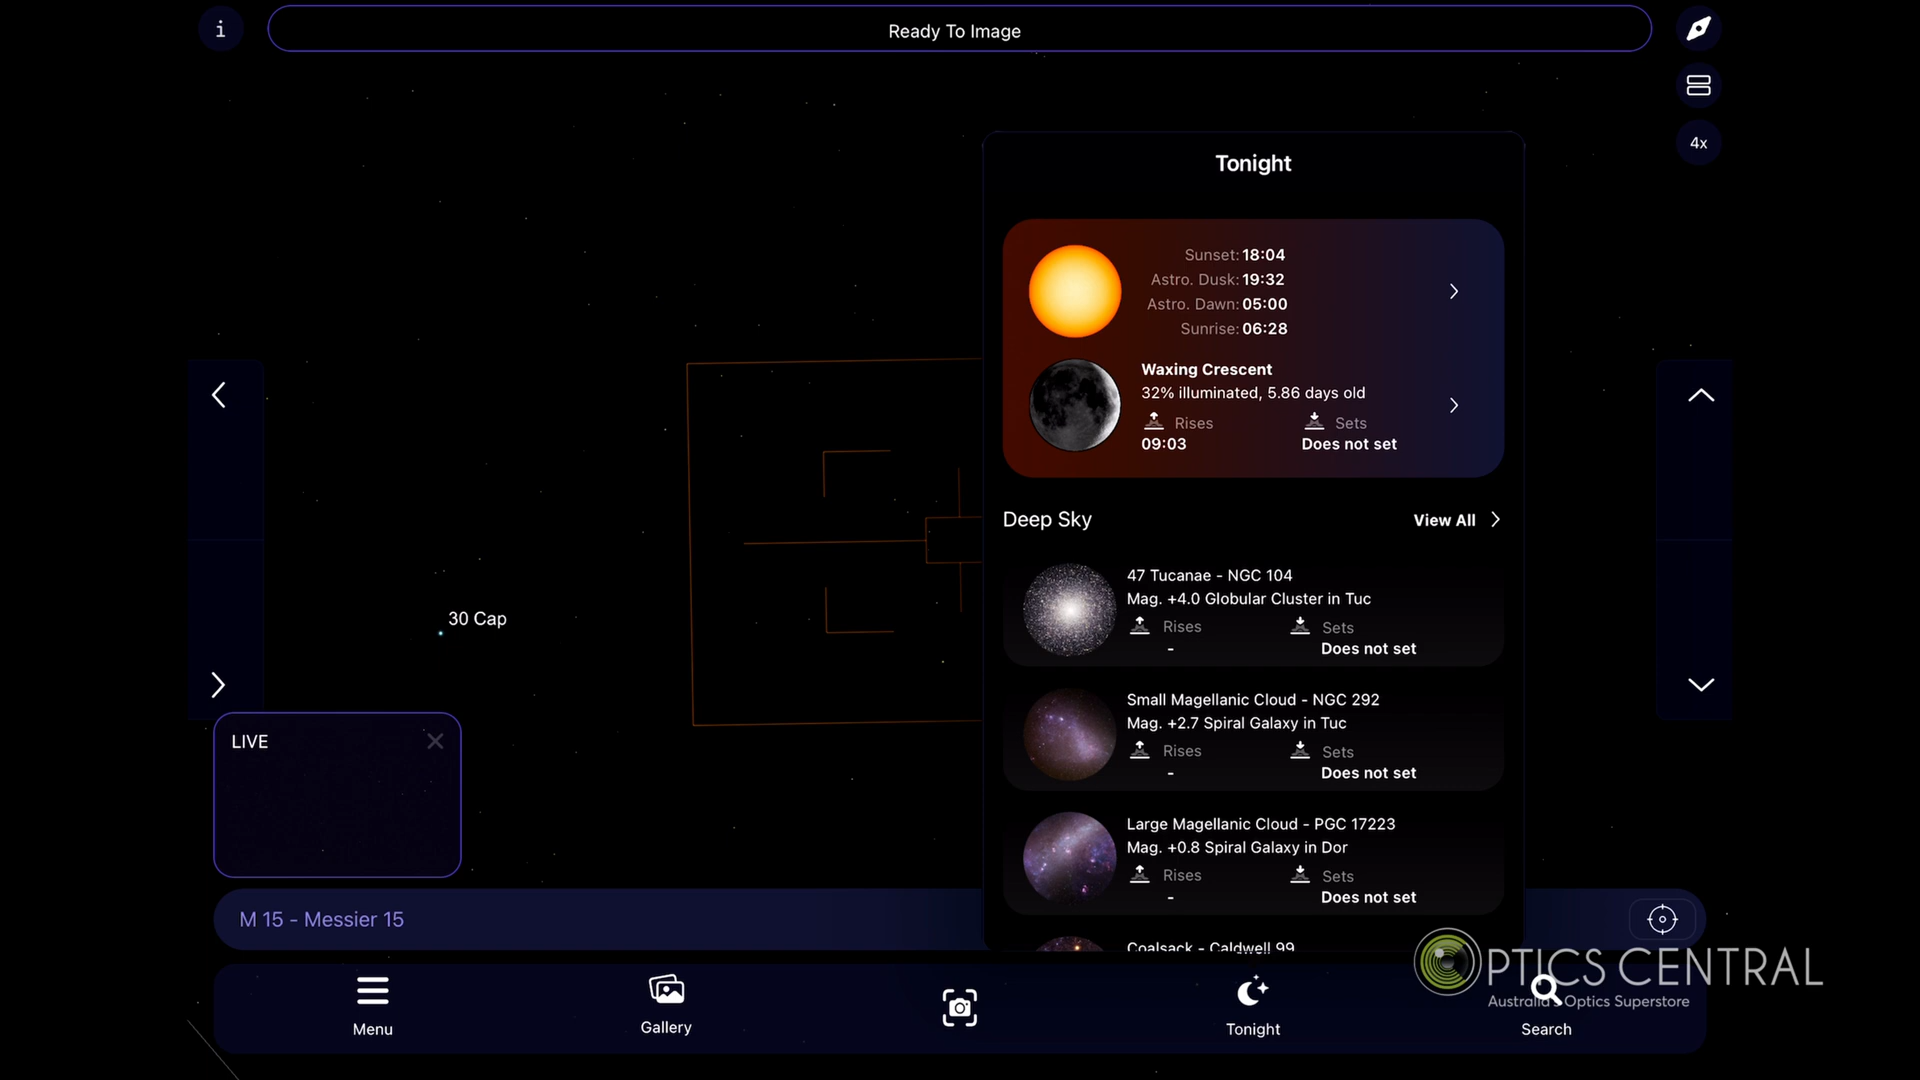 i
Ready To Image
4x
Tonight
Sunset: 18:04
Astro. Dusk: 19:32
Astro. Dawn: 05:00
Sunrise: 06:28
Waxing Crescent
32% illuminated, 5.86 days old
Rises Sets
09:03 Does not set
Deep Sky View All
47 Tucanae - NGC 104
Mag. +4.0 Globular Cluster in Tuc
Rises Sets
- Does not set
30 Cap
Small Magellanic Cloud - NGC 292
Mag. +2.7 Spiral Galaxy in Tuc
Rises Sets
- Does not set
LIVE
Large Magellanic Cloud - PGC 17223
Mag. +0.8 Spiral Galaxy in Dor
Rises Sets
- Does not set
M 15 - Messier 15
Coalsack - Caldwell 99
OPTICS CENTRAL
Australia's Optics Superstore
Menu
Gallery
Tonight
Search